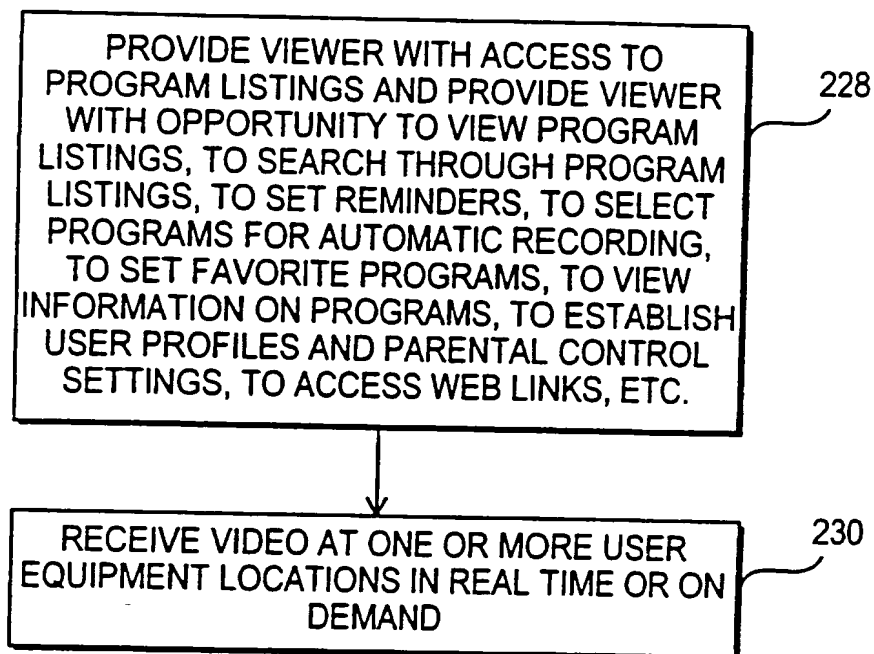 PROVIDE VIEWER WITH ACCESS TO
PROGRAM LISTINGS AND PROVIDE VIEWER
WITH OPPORTUNITY TO VIEW PROGRAM
LISTINGS, TO SEARCH THROUGH PROGRAM
LISTINGS, TO SET REMINDERS, TO SELECT
PROGRAMS FOR AUTOMATIC RECORDING,
TO SET FAVORITE PROGRAMS, TO VIEW
INFORMATION ON PROGRAMS, TO ESTABLISH
USER PROFILES AND PARENTAL CONTROL
SETTINGS, TO ACCESS WEB LINKS, ETC.
228
RECEIVE VIDEO AT ONE OR MORE USER
EQUIPMENT LOCATIONS IN REAL TIME OR ON
DEMAND
230